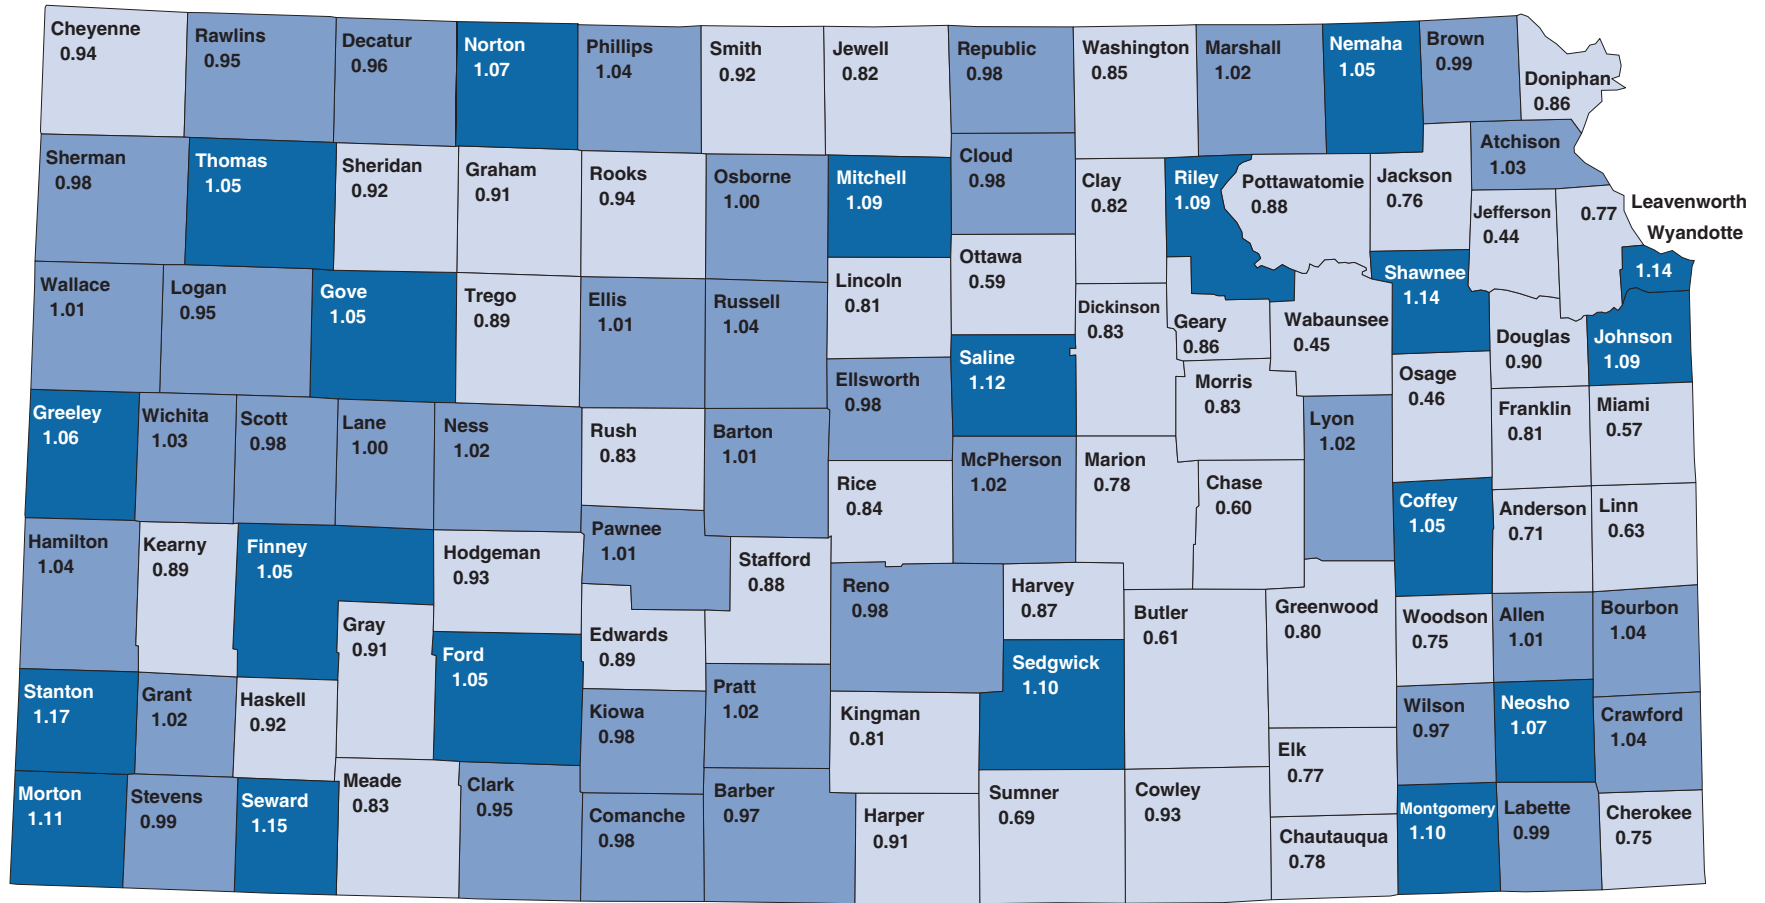 Cheyenne
0.94
Rawlins
0.95
Decatur
0.96
Norton
1.07
Phillips
1.04
Smith
0.92
Jewell
0.82
Republic
0.98
Washington
0.85
Marshall
1.02
Nemaha
1.05
Brown
0.99
Doniphan
0.86
Sherman
0.98
Thomas
1.05
Sheridan
0.92
Graham
0.91
Rooks
0.94
Osborne
1.00
Mitchell
1.09
Cloud
0.98
Clay
0.82
Riley
1.09
Pottawatomie
0.88
Jackson
0.76
Atchison
1.03
Jefferson
0.44
0.77
Leavenworth
Wyandotte
1.14
Wallace
1.01
Logan
0.95
Gove
1.05
Trego
0.89
Ellis
1.01
Russell
1.04
Lincoln
0.81
Ottawa
0.59
Dickinson
0.83
Geary
0.86
Wabaunsee
0.45
Shawnee
1.14
Douglas
0.90
Johnson
1.09
Saline
1.12
Ellsworth
0.98
Morris
0.83
Osage
0.46
Franklin
0.81
Miami
0.57
Greeley
1.06
Wichita
1.03
Scott
0.98
Lane
1.00
Ness
1.02
Rush
0.83
Barton
1.01
Rice
0.84
McPherson
1.02
Marion
0.78
Chase
0.60
Lyon
1.02
Coffey
1.05
Anderson
0.71
Linn
0.63
Hamilton
1.04
Kearny
0.89
Finney
1.05
Hodgeman
0.93
Pawnee
1.01
Stafford
0.88
Reno
0.98
Harvey
0.87
Butler
0.61
Greenwood
0.80
Woodson
0.75
Allen
1.01
Bourbon
1.04
Gray
0.91
Ford
1.05
Edwards
0.89
Sedgwick
1.10
Stanton
1.17
Grant
1.02
Haskell
0.92
Kiowa
0.98
Pratt
1.02
Kingman
0.81
Elk
0.77
Wilson
0.97
Neosho
1.07
Crawford
1.04
Morton
1.11
Stevens
0.99
Seward
1.15
Meade
0.83
Clark
0.95
Comanche
0.98
Barber
0.97
Harper
0.91
Sumner
0.69
Cowley
0.93
Chautauqua
0.78
Montgomery
1.10
Labette
0.99
Cherokee
0.75